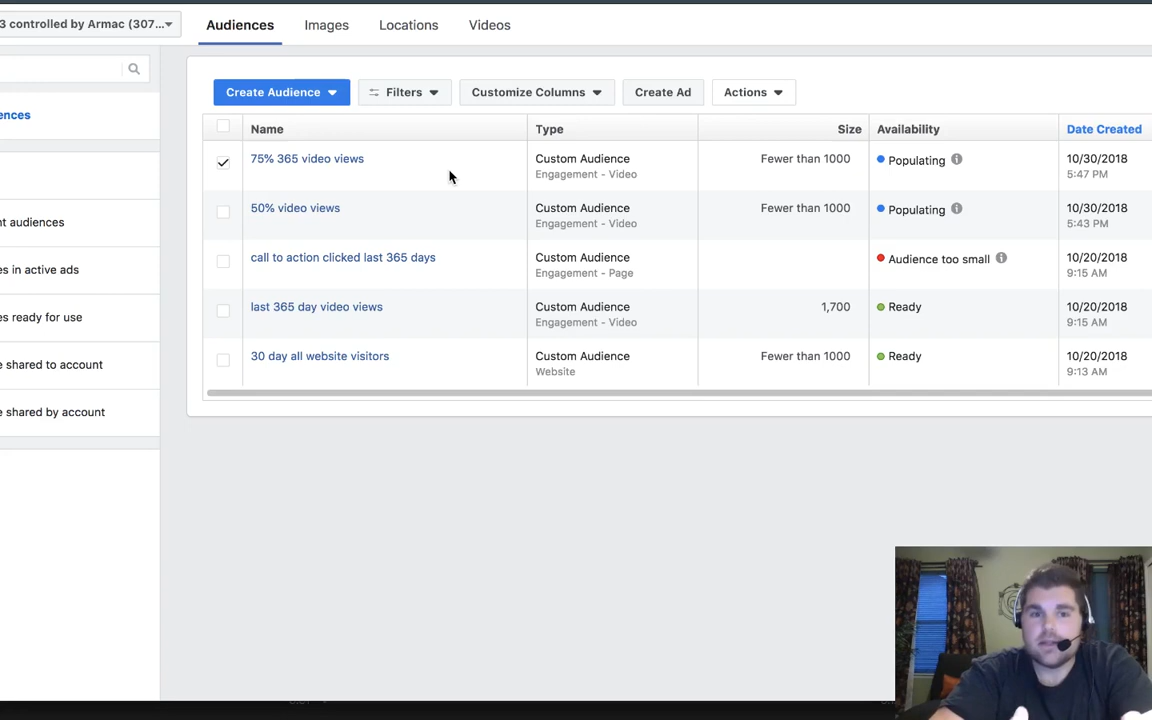 3 controlled by Armac (307...
Audiences
Images
Locations
Videos
ences
nt audiences
es in active ads
es ready for use
e shared to account
e shared by account
Create Audience
Filters
Customize Columns
Create Ad
Actions
Name
Type
Size
Availability
Date Created
75% 365 video views
Custom Audience
Engagement - Video
Fewer than 1000
Populating
10/30/2018
5:47 PM
50% video views
Custom Audience
Engagement - Video
Fewer than 1000
Populating
10/30/2018
5:43 PM
call to action clicked last 365 days
Custom Audience
Engagement - Page
Audience too small
10/20/2018
9:15 AM
last 365 day video views
Custom Audience
Engagement - Video
1,700
Ready
10/20/2018
9:15 AM
30 day all website visitors
Custom Audience
Website
Fewer than 1000
Ready
10/20/2018
9:13 AM